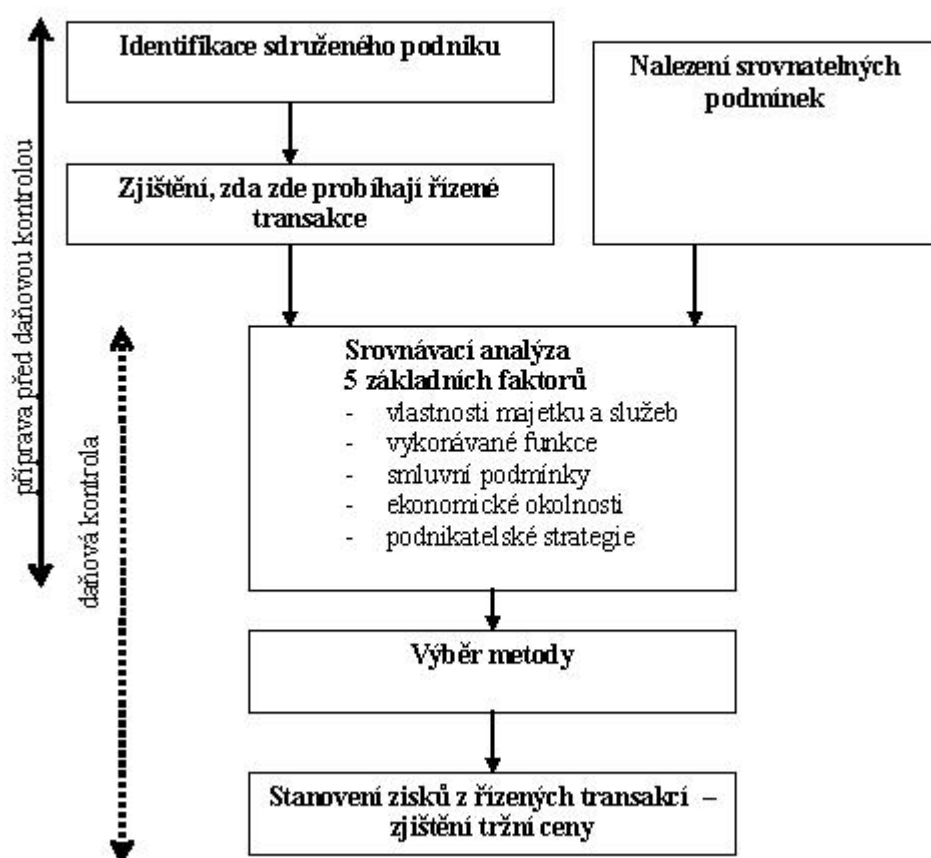 Identifikace sdruženého podníku
Nalezení srovnatelných
podmínek
Zjištění, zda zde probíhají řízené
transakce
příprava před daňovou kontrolou
daňová kontrola
Srovnávací analýza
5 základních faktorů
- vlastnosti majetku a služeb
- vykonávané funkce
- smluvní podmínky
- ekonomické okolnosti
- podnikatelské strategie
Výběr metody
Stanovení zisků z řízených transakcí –
zjištění tržní ceny